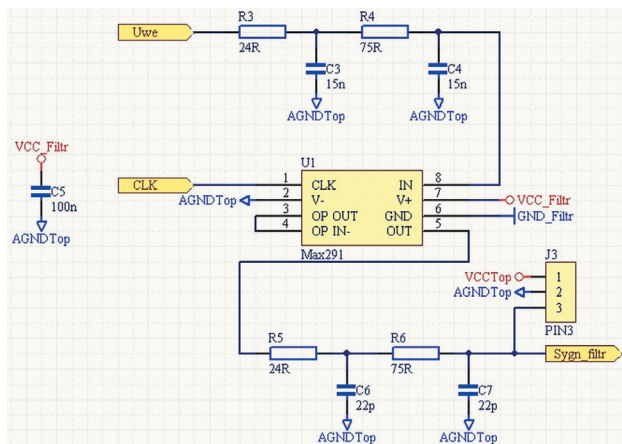 R3
R4
Uwe
24R
75R
C3
15n
C4
15n
AGNDTop
AGNDTop
VCC_Filtr
C5
100n
AGNDTop
U1
CLK
1
CLK
IN
8
AGNDTop
2
V-
V+
7
VCC_Filtr
3
OP OUT
GND
6
GND_Filtr
4
OP IN-
OUT
5
Max291
J3
VCCTop
1
AGNDTop
2
3
PIN3
R5
R6
24R
75R
Sygn_filtr
C6
22p
C7
22p
AGNDTop
AGNDTop